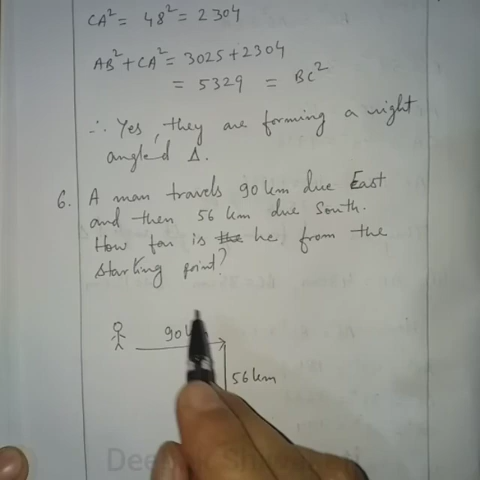 CA² = 48² = 2304
AB² + CA² = 3025 + 2304
= 5329 = BC²
∴ Yes, they are forming a right
angled Δ.
6. A man travels 90 km due East
and then 56 km due South.
How far is the he from the
starting point?
90
56 km